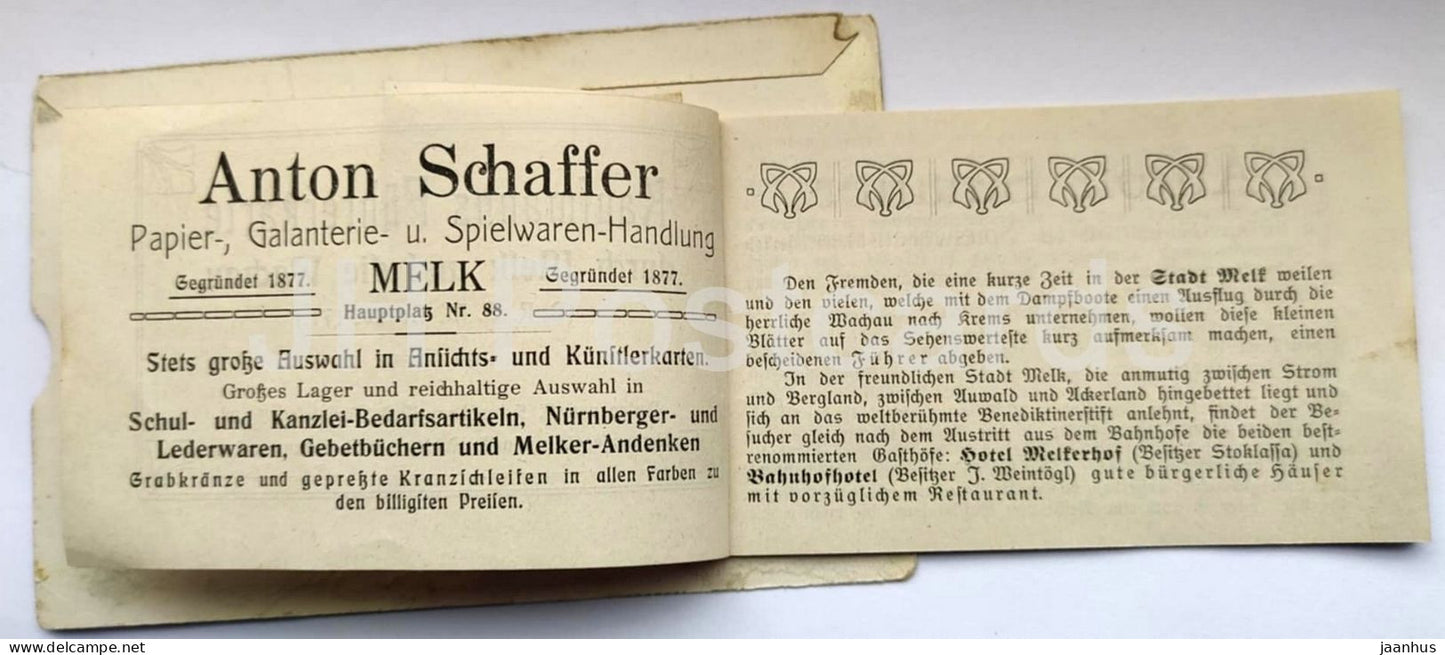 Anton Schaffer
Papier-, Galanterie- u. Spielwaren-Handlung
Gegründet 1877. MELK Gegründet 1877.
Hauptplatz Nr. 88.
Stets große Auswahl in Ansichts- und Künstlerkarten.
Großes Lager und reichhaltige Auswahl in
Schul- und Kanzlei-Bedarfsartikeln, Nürnberger- und
Lederwaren, Gebetbüchern und Melker-Andenken
Grabkränze und gepreßte Kranzschleifen in allen Farben zu
den billigsten Preisen.
Den Fremden, die eine kurze Zeit in der Stadt Melk weilen
und den vielen, welche mit dem Dampfboote einen Ausflug durch die
herrliche Wachau nach Krems unternehmen, wollen diese kleinen
Blätter auf das Sehenswerteste kurz aufmerksam machen, einen
bescheidenen Führer abgeben.
In der freundlichen Stadt Melk, die anmutig zwischen Strom
und Bergland, zwischen Auwald und Ackerland hingebettet liegt und
sich an das weltberühmte Benediktinerstift anlehnt, findet der Be-
sucher gleich nach dem Austritt aus dem Bahnhofe die beiden best-
renommierten Gasthöfe: Hotel Melkerhof (Besitzer Stoklassa) und
Bahnhofhotel (Besitzer J. Weintögl) gute bürgerliche Häuser
mit vorzüglichem Restaurant.
delcampe.net
jaanhus